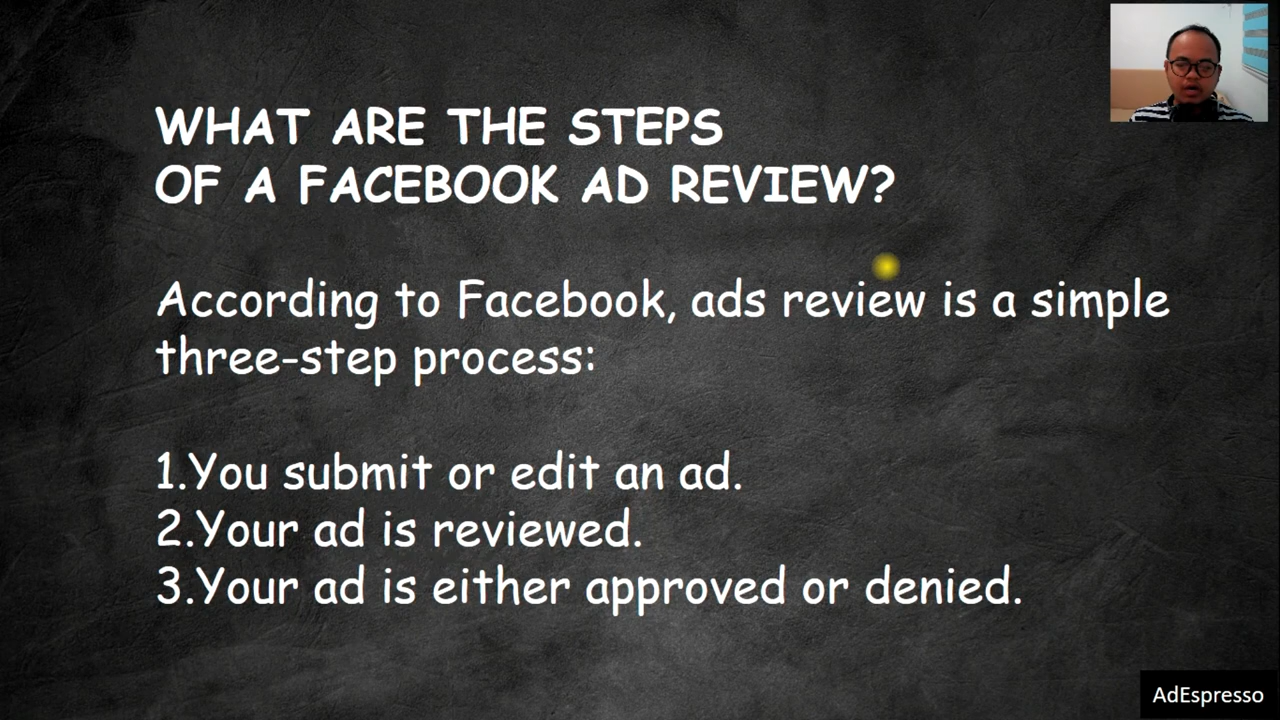 WHAT ARE THE STEPS
OF A FACEBOOK AD REVIEW?
According to Facebook, ads review is a simple
three-step process:
1.You submit or edit an ad.
2.Your ad is reviewed.
3.Your ad is either approved or denied.
AdEspresso